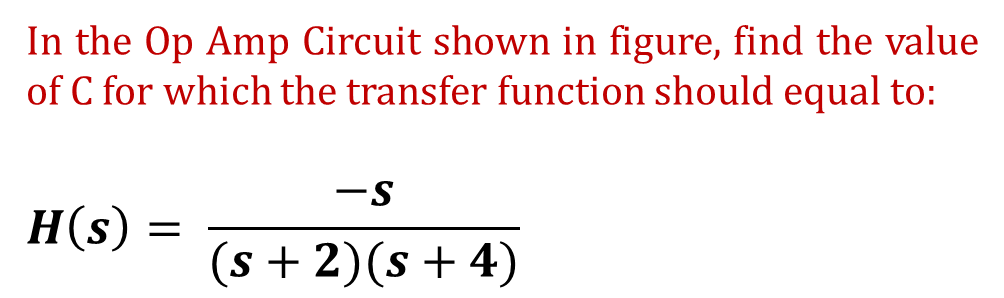 In the Op Amp Circuit shown in figure, find the value
of C for which the transfer function should equal to:
H(s) = −s / (s + 2)(s + 4)